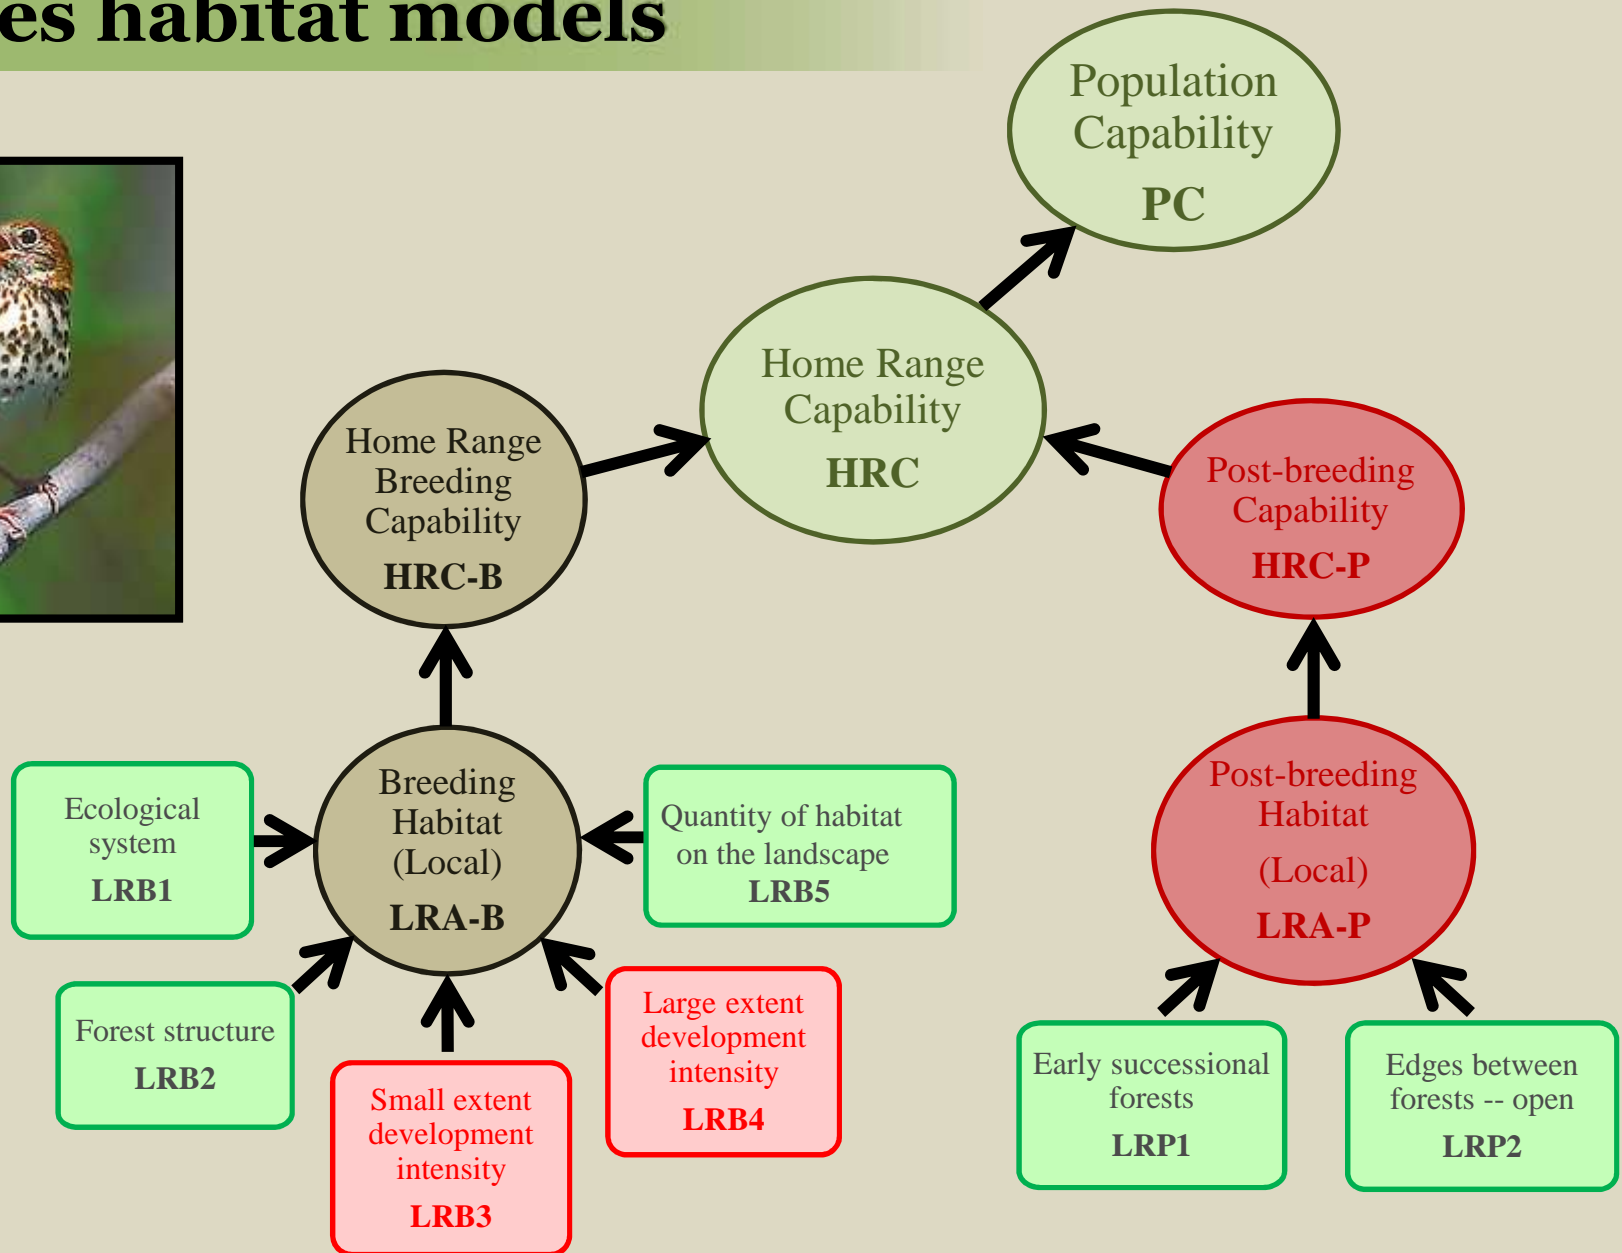 es habitat models
Population
Capability
PC
Home Range
Capability
HRC
Home Range
Breeding
Capability
HRC-B
Post-breeding
Capability
HRC-P
Breeding
Habitat
(Local)
LRA-B
Post-breeding
Habitat
(Local)
LRA-P
Ecological
system
LRB1
Quantity of habitat
on the landscape
LRB5
Forest structure
LRB2
Small extent
development
intensity
LRB3
Large extent
development
intensity
LRB4
Early successional
forests
LRP1
Edges between
forests -- open
LRP2